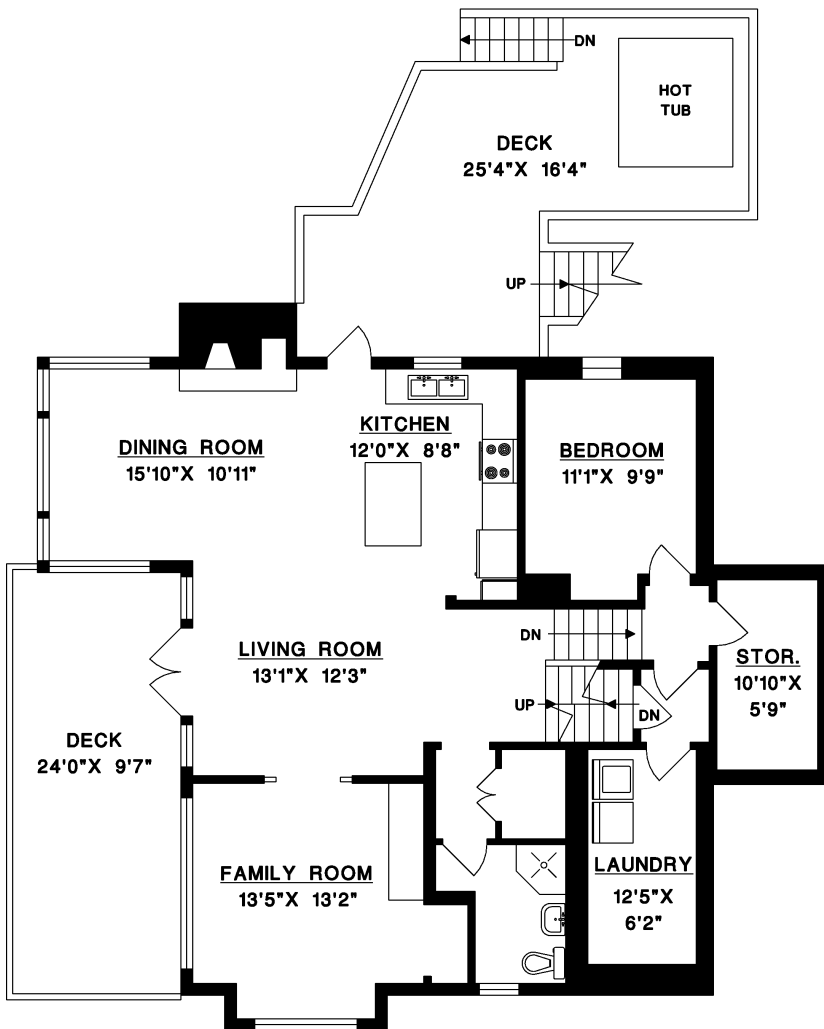 DN
HOT
TUB
DECK
25'4"X 16'4"
UP
KITCHEN
12'0"X 8'8"
DINING ROOM
15'10"X 10'11"
BEDROOM
11'1"X 9'9"
DN
LIVING ROOM
13'1"X 12'3"
STOR.
10'10"X
5'9"
UP
DN
DECK
24'0"X 9'7"
FAMILY ROOM
13'5"X 13'2"
LAUNDRY
12'5"X
6'2"